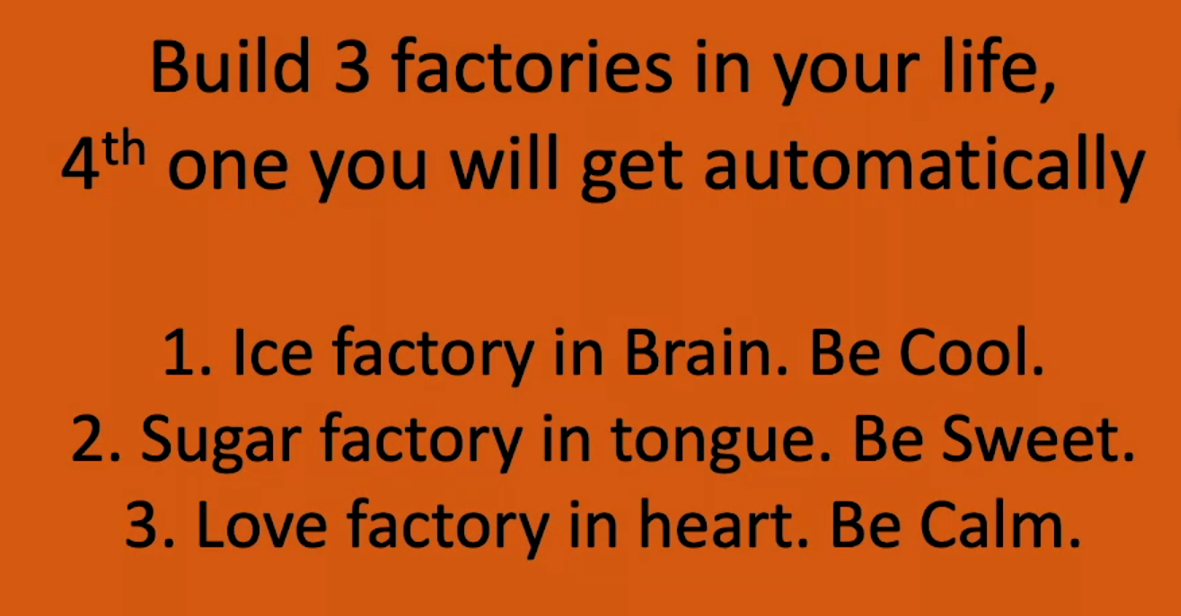 Build 3 factories in your life,
4th one you will get automatically
1. Ice factory in Brain. Be Cool.
2. Sugar factory in tongue. Be Sweet.
3. Love factory in heart. Be Calm.